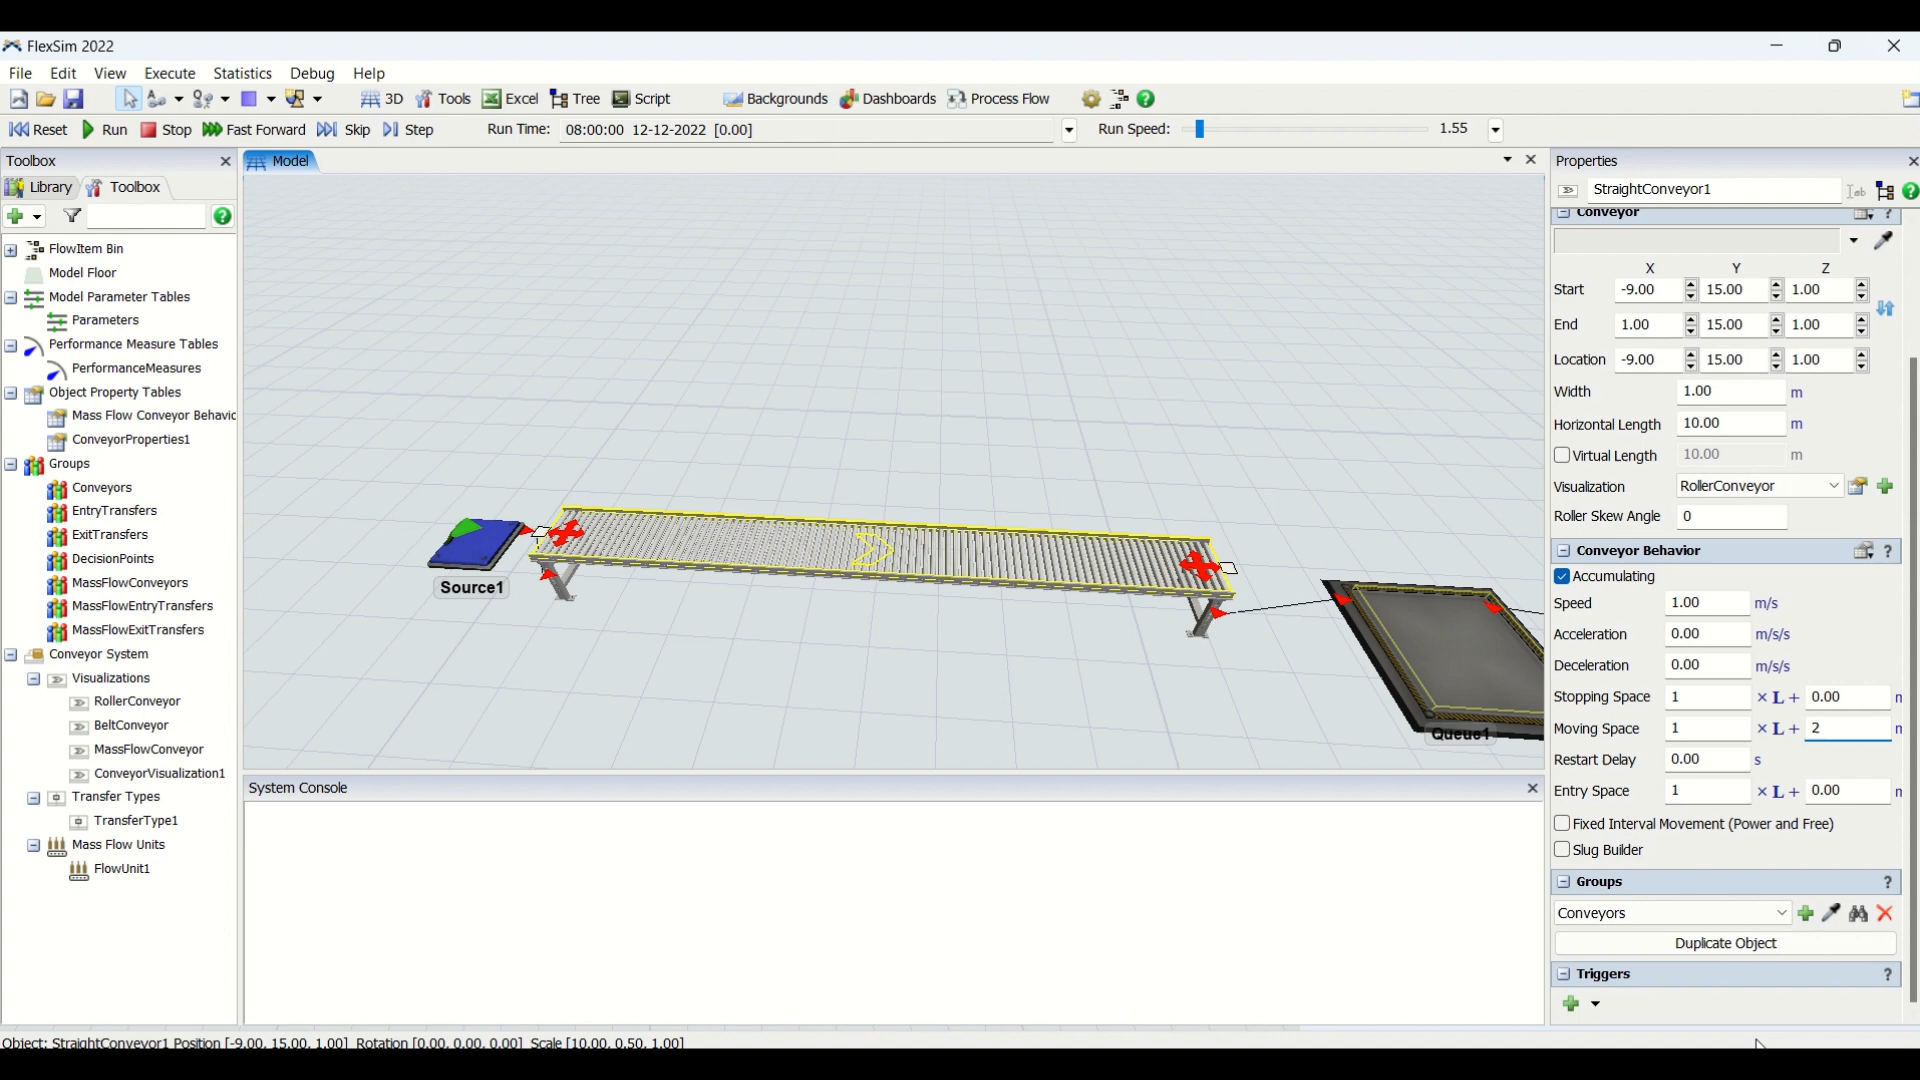 FlexSim 2022
File Edit View Execute Statistics Debug Help
3D Tools Excel Tree Script Backgrounds Dashboards Process Flow
Reset Run Stop Fast Forward Skip Step Run Time: 08:00:00 12-12-2022 [0.00] Run Speed: 1.55
Toolbox
Library Toolbox
FlowItem Bin
Model Floor
Model Parameter Tables
Parameters
Performance Measure Tables
PerformanceMeasures
Object Property Tables
Mass Flow Conveyor Behavio
ConveyorProperties1
Groups
Conveyors
EntryTransfers
ExitTransfers
DecisionPoints
MassFlowConveyors
MassFlowEntryTransfers
MassFlowExitTransfers
Conveyor System
Visualizations
RollerConveyor
BeltConveyor
MassFlowConveyor
ConveyorVisualization1
Transfer Types
TransferType1
Mass Flow Units
FlowUnit1
Model
Source1
Queue1
System Console
Properties
StraightConveyor1
Conveyor
X Y Z
Start -9.00 15.00 1.00
End 1.00 15.00 1.00
Location -9.00 15.00 1.00
Width 1.00 m
Horizontal Length 10.00 m
Virtual Length 10.00 m
Visualization RollerConveyor
Roller Skew Angle 0
Conveyor Behavior
Accumulating
Speed 1.00 m/s
Acceleration 0.00 m/s/s
Deceleration 0.00 m/s/s
Stopping Space 1 × L + 0.00
Moving Space 1 × L + 2
Restart Delay 0.00 s
Entry Space 1 × L + 0.00
Fixed Interval Movement (Power and Free)
Slug Builder
Groups
Conveyors
Duplicate Object
Triggers
Object: StraightConveyor1 Position [-9.00, 15.00, 1.00] Rotation [0.00, 0.00, 0.00] Scale [10.00, 0.50, 1.00]